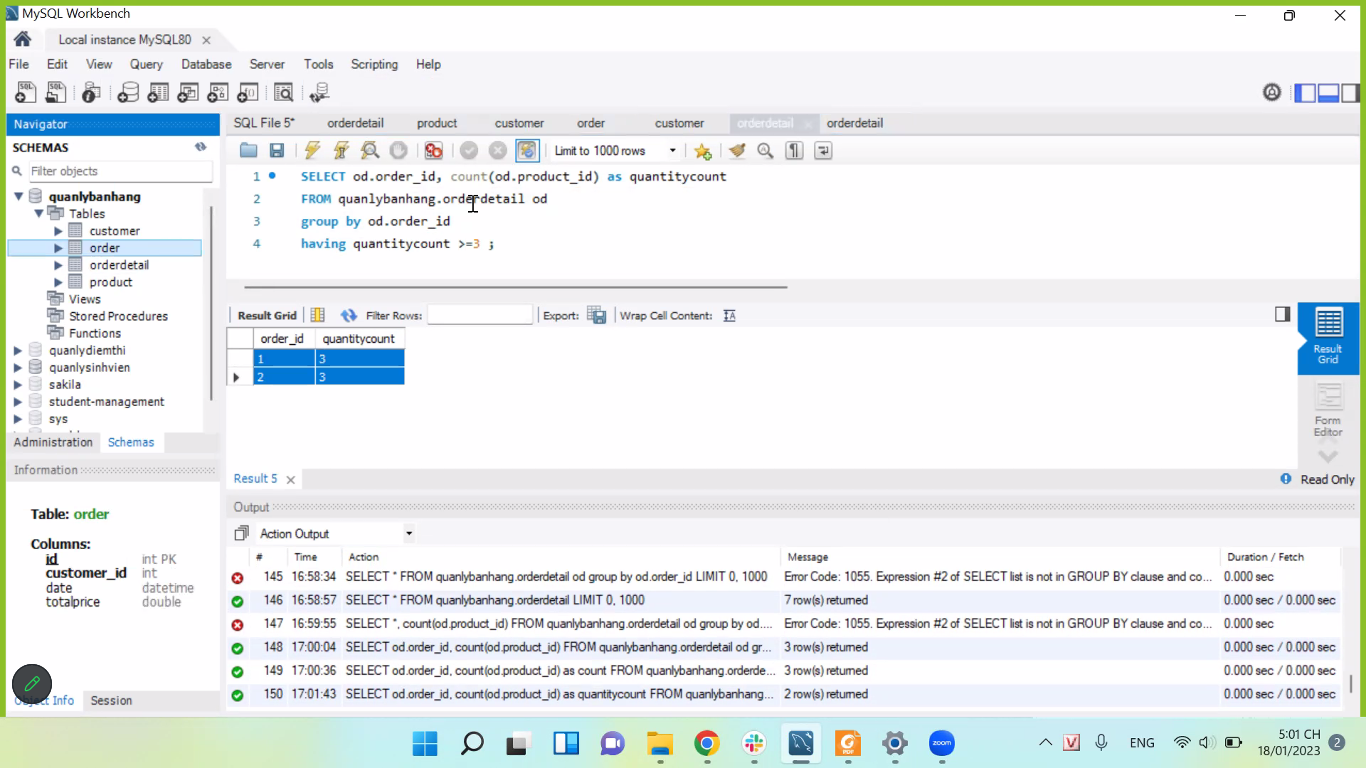 MySQL Workbench
Local instance MySQL80
File Edit View Query Database Server Tools Scripting Help
Navigator
SCHEMAS
Filter objects
quanlybanhang
Tables
customer
order
orderdetail
product
Views
Stored Procedures
Functions
quanlydiemthi
quanlysinhvien
sakila
student-management
sys
Administration Schemas
Information
Table: order
Columns:
id int PK
customer_id int
date datetime
totalprice double
Object Info Session
SQL File 5* orderdetail product customer order customer orderdetail orderdetail
Limit to 1000 rows
1 SELECT od.order_id, count(od.product_id) as quantitycount
2 FROM quanlybanhang.orderdetail od
3 group by od.order_id
4 having quantitycount >=3 ;
Result Grid Filter Rows: Export: Wrap Cell Content: IA
order_id quantitycount
1 3
2 3
Result Grid
Form Editor
Result 5 Read Only
Output
Action Output
# Time Action Message Duration / Fetch
145 16:58:34 SELECT * FROM quanlybanhang.orderdetail od group by od.order_id LIMIT 0, 1000 Error Code: 1055. Expression #2 of SELECT list is not in GROUP BY clause and co... 0.000 sec
146 16:58:57 SELECT * FROM quanlybanhang.orderdetail LIMIT 0, 1000 7 row(s) returned 0.000 sec / 0.000 sec
147 16:59:55 SELECT *, count(od.product_id) FROM quanlybanhang.orderdetail od group by od.... Error Code: 1055. Expression #2 of SELECT list is not in GROUP BY clause and co... 0.000 sec
148 17:00:04 SELECT od.order_id, count(od.product_id) FROM quanlybanhang.orderdetail od gr... 3 row(s) returned 0.000 sec / 0.000 sec
149 17:00:36 SELECT od.order_id, count(od.product_id) as count FROM quanlybanhang.orderde... 3 row(s) returned 0.000 sec / 0.000 sec
150 17:01:43 SELECT od.order_id, count(od.product_id) as quantitycount FROM quanlybanhang... 2 row(s) returned 0.000 sec / 0.000 sec
zoom
V
ENG
5:01 CH
18/01/2023
2